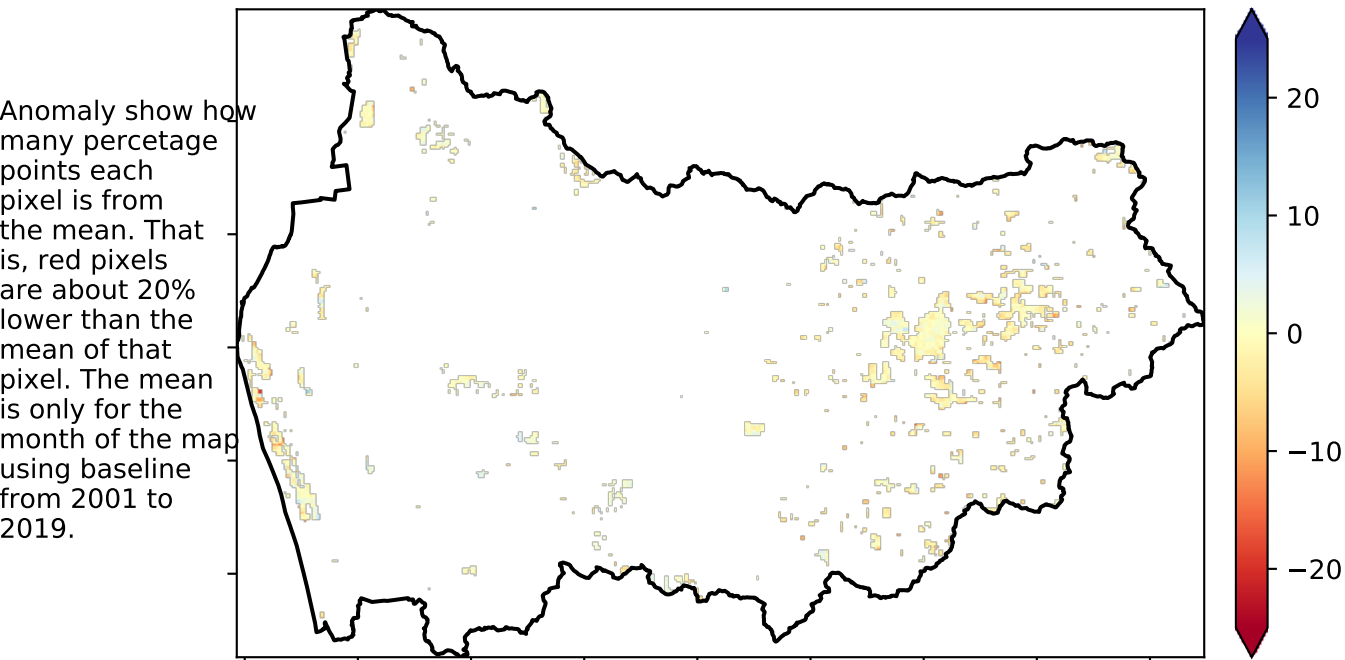 Anomaly show how
many percetage
points each
pixel is from
the mean. That
is, red pixels
are about 20%
lower than the
mean of that
pixel. The mean
is only for the
month of the map
using baseline
from 2001 to
2019.
20
10
0
−10
−20